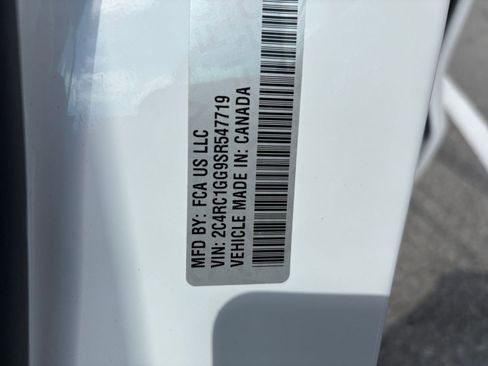 MFD BY: FCA US LLC
VIN: 2C4RC1GG9SR547719
VEHICLE MADE IN: CANADA